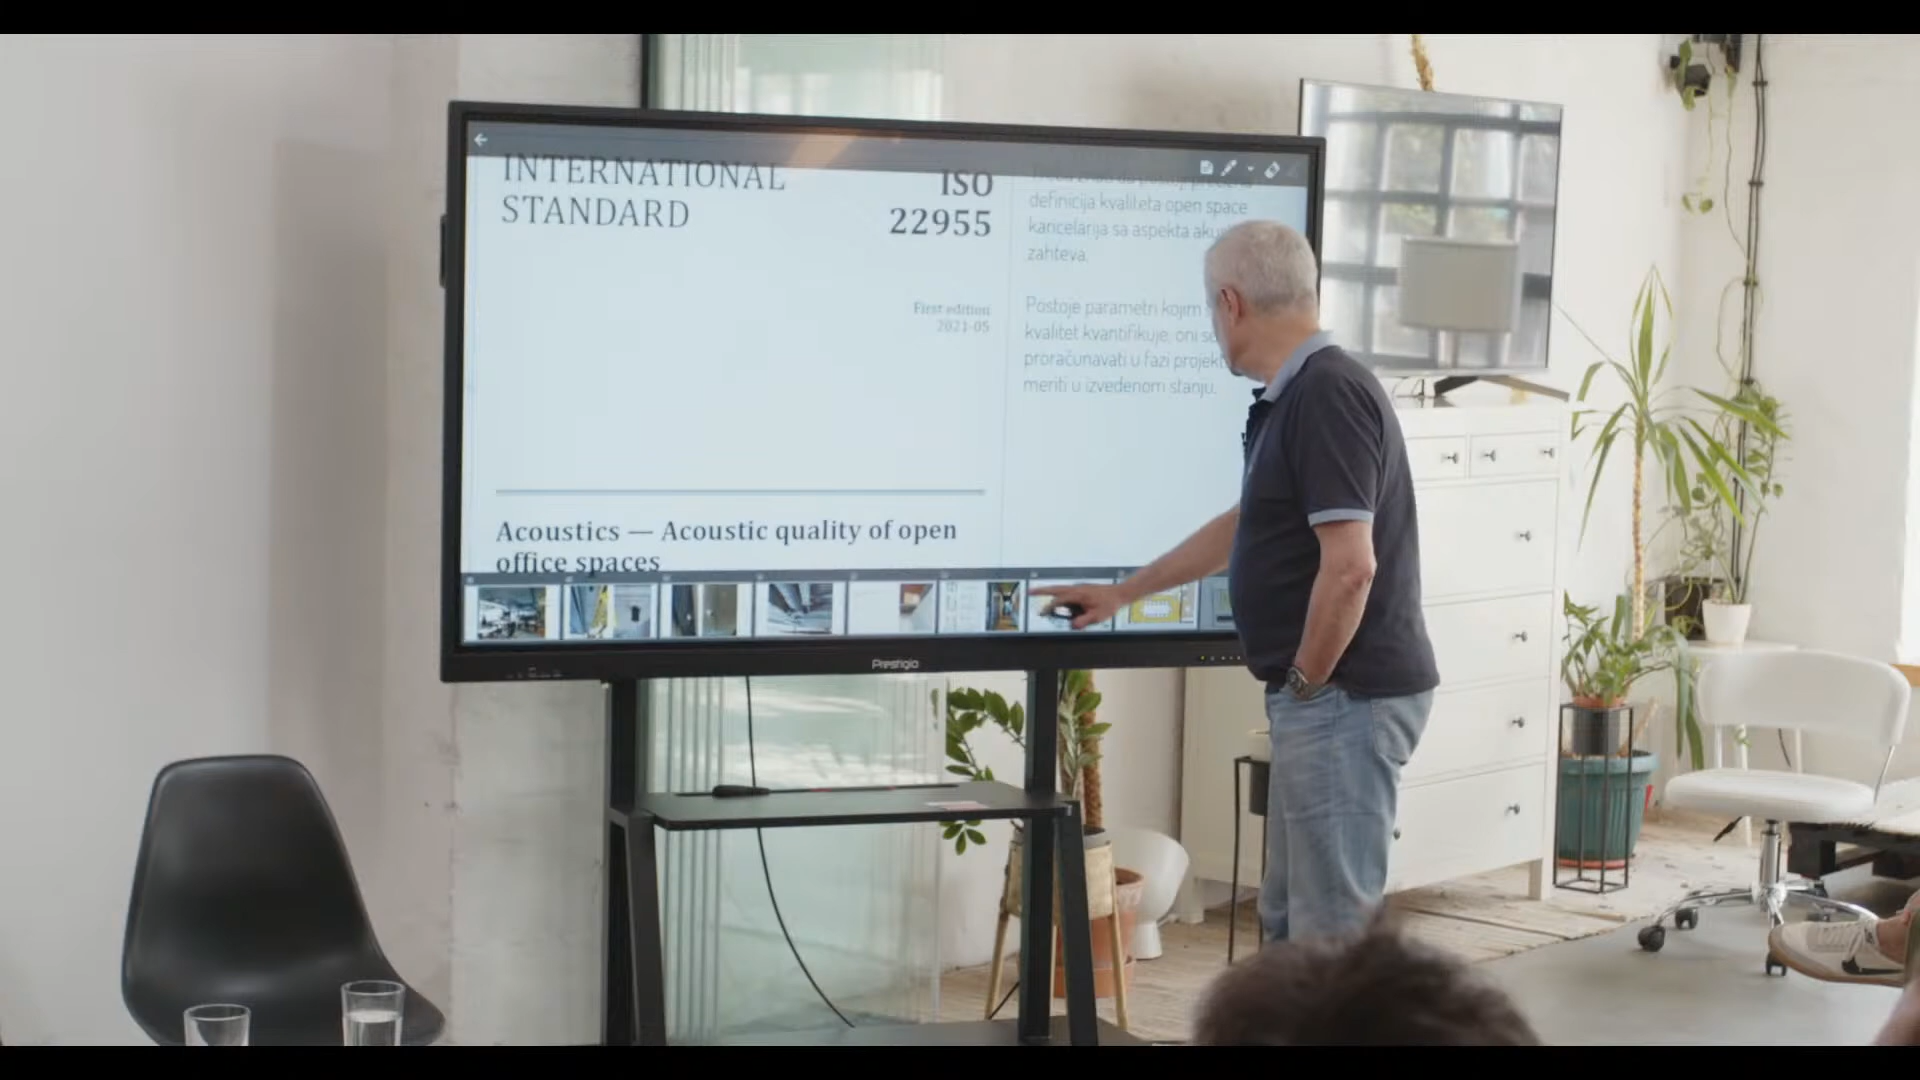 INTERNATIONAL
STANDARD
ISO
22955
First edition
2021-05
Acoustics — Acoustic quality of open
office spaces
definicija kvaliteta open space
kancelarija sa aspekta
zahteva.
Postoje parametri kojim
kvalitet kvantifikuje, oni se
proračunavati u fazi
meriti u izvedenom stanju.
Prestigio